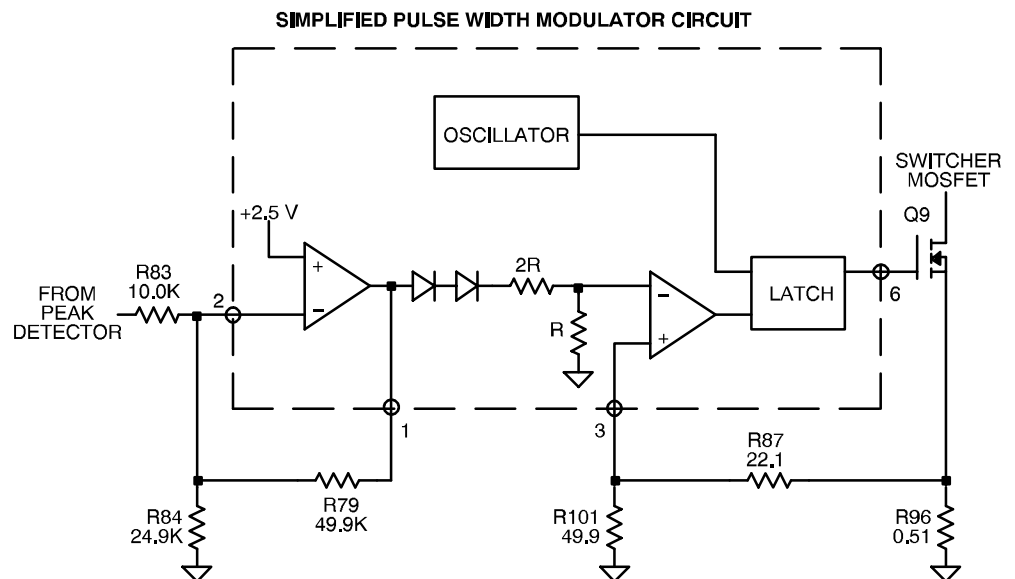 SIMPLIFIED PULSE WIDTH MODULATOR CIRCUIT
OSCILLATOR
SWITCHER
MOSFET
Q9
+2.5 V
R83
10.0K
2
+
−
2R
−
LATCH
6
FROM
PEAK
DETECTOR
R
+
1
3
R87
22.1
R79
49.9K
R84
24.9K
R101
49.9
R96
0.51